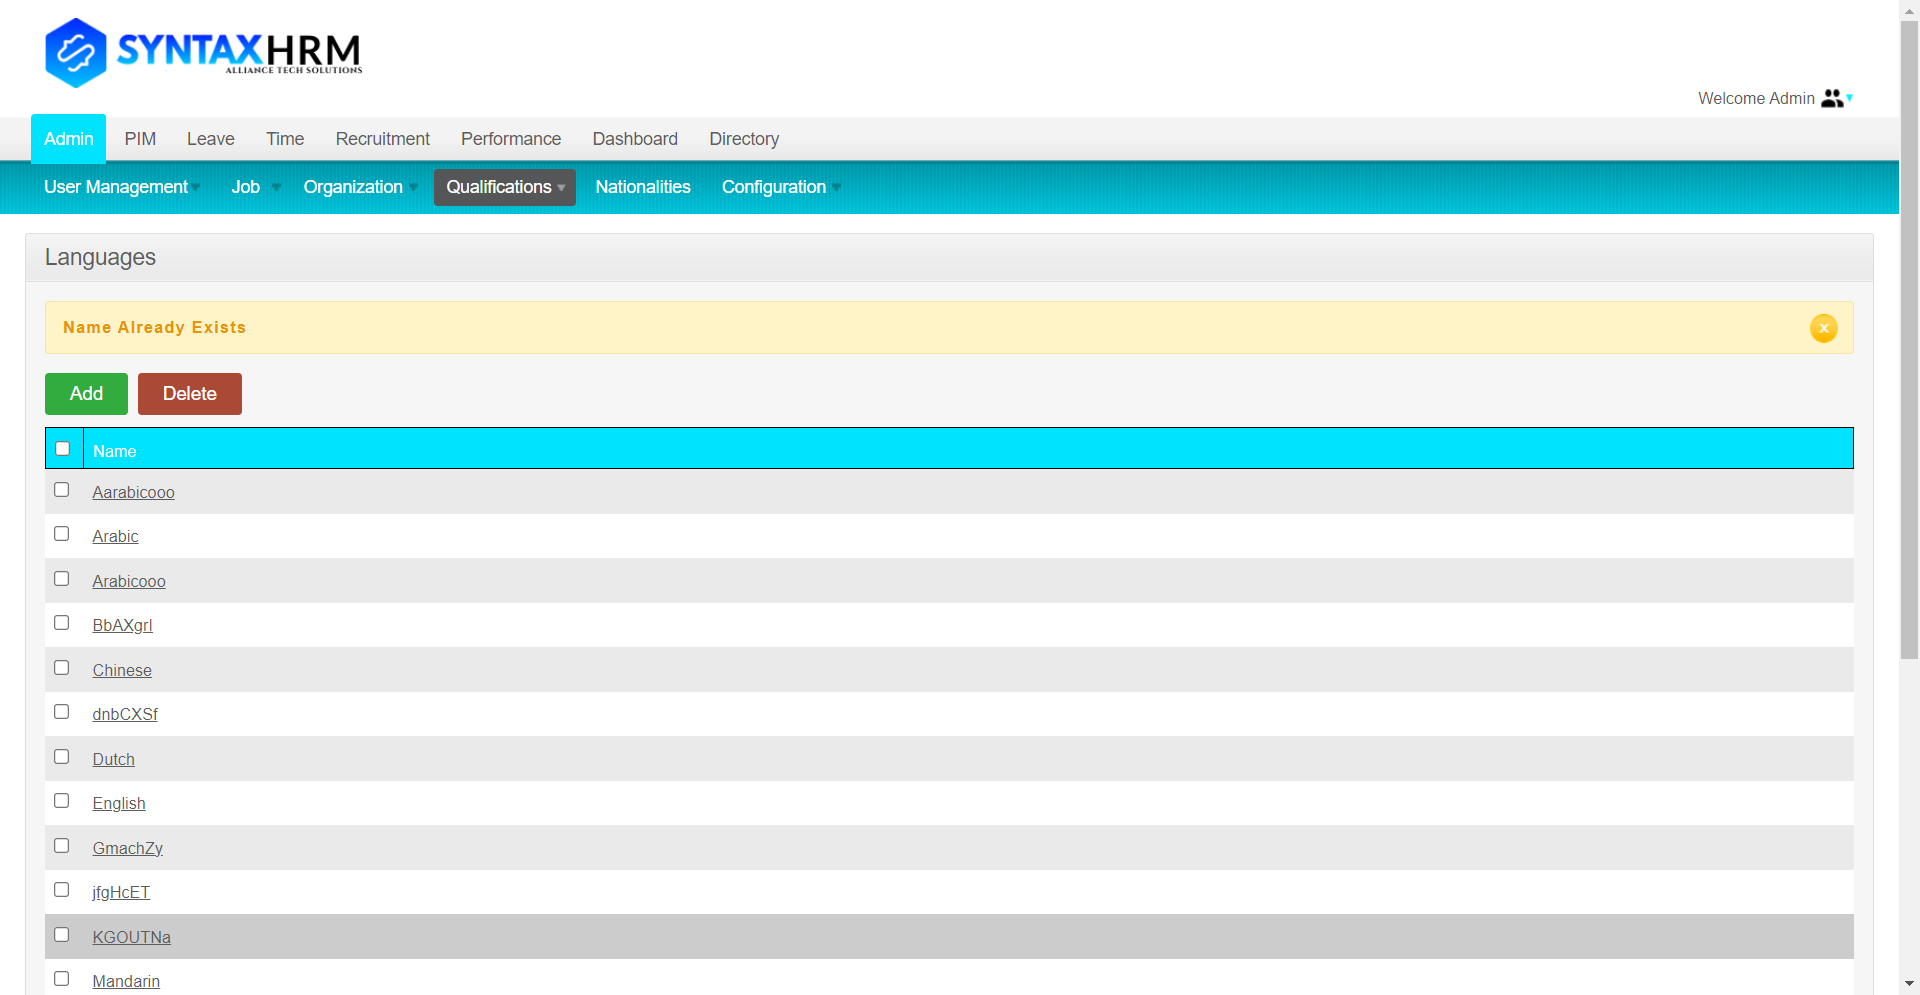 SYNTAXHRM
ALLIANCE TECH SOLUTIONS
Welcome Admin
Admin PIM Leave Time Recruitment Performance Dashboard Directory
User Management Job Organization Qualifications Nationalities Configuration
Languages
Name Already Exists
x
Add Delete
Name
Aarabicooo
Arabic
Arabicooo
BbAXgrl
Chinese
dnbCXSf
Dutch
English
GmachZy
jfgHcET
KGOUTNa
Mandarin